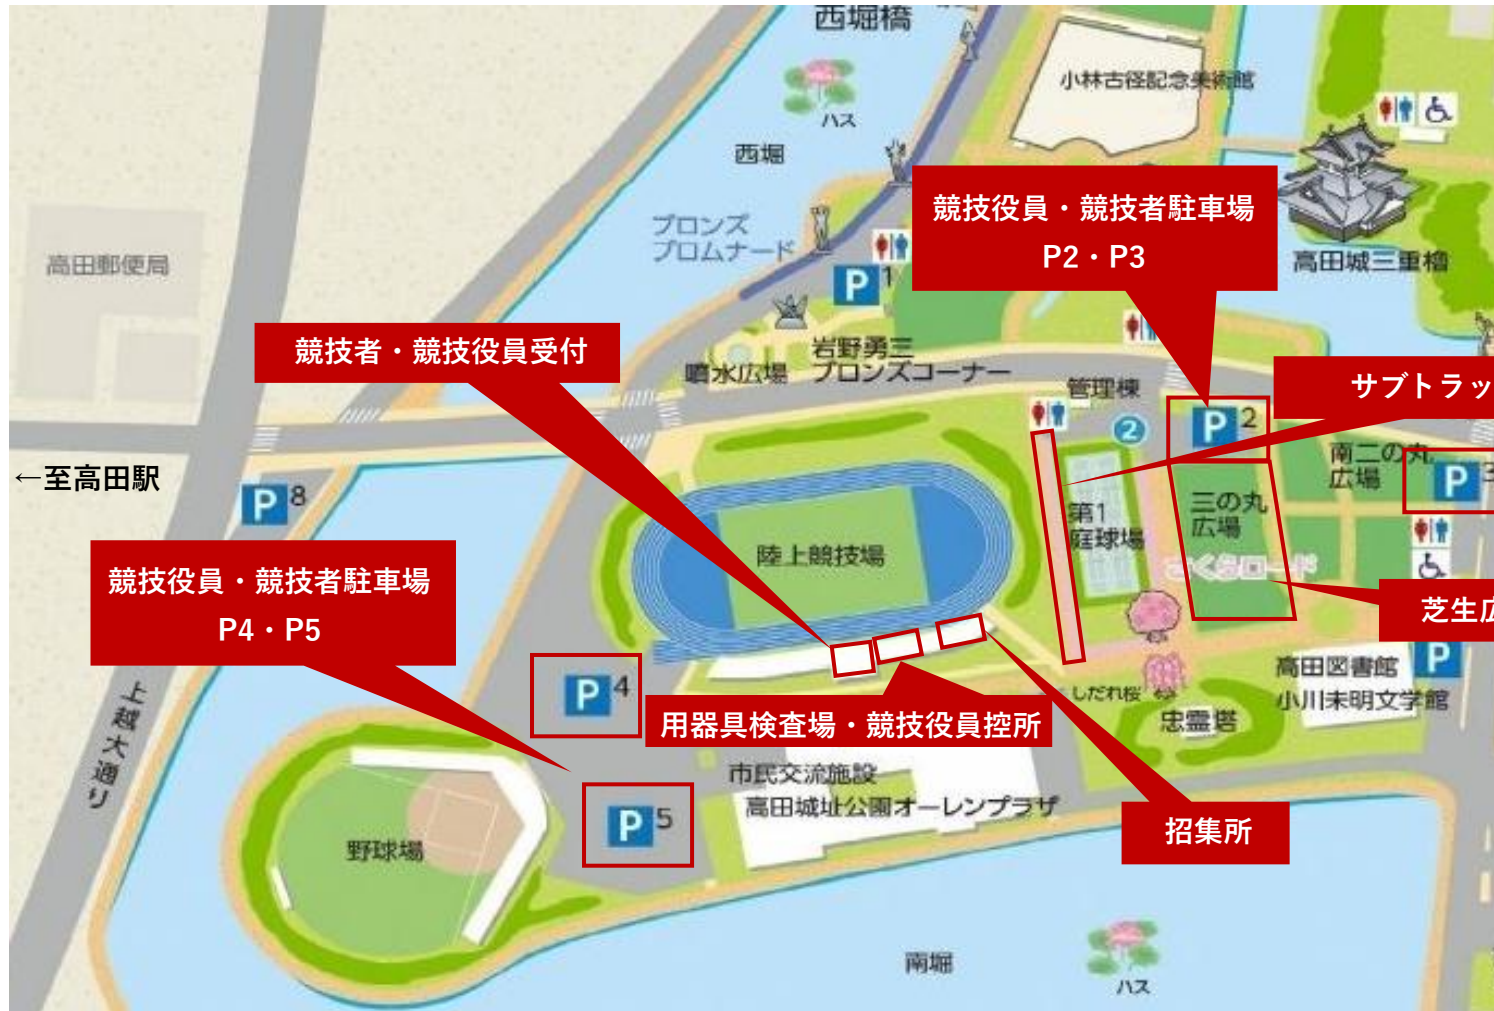 西堀橋
小林古径記念美術館
ハス
西堀
競技役員・競技者駐車場
P2・P3
ブロンズ
プロムナード
高田郵便局
高田城三重櫓
P1
競技者・競技役員受付
岩野勇三
ブロンズコーナー
噴水広場
管理棟
サブトラッ
2
P2
南二の丸
広場
P3
←至高田駅
P8
三の丸
広場
第1
庭球場
陸上競技場
さくらロード
競技役員・競技者駐車場
P4・P5
芝生広
P
高田図書館
小川未明文学館
P4
しだれ桜
忠霊塔
用器具検査場・競技役員控所
上越大通り
市民交流施設
高田城址公園オーレンプラザ
P5
招集所
野球場
南堀
ハス